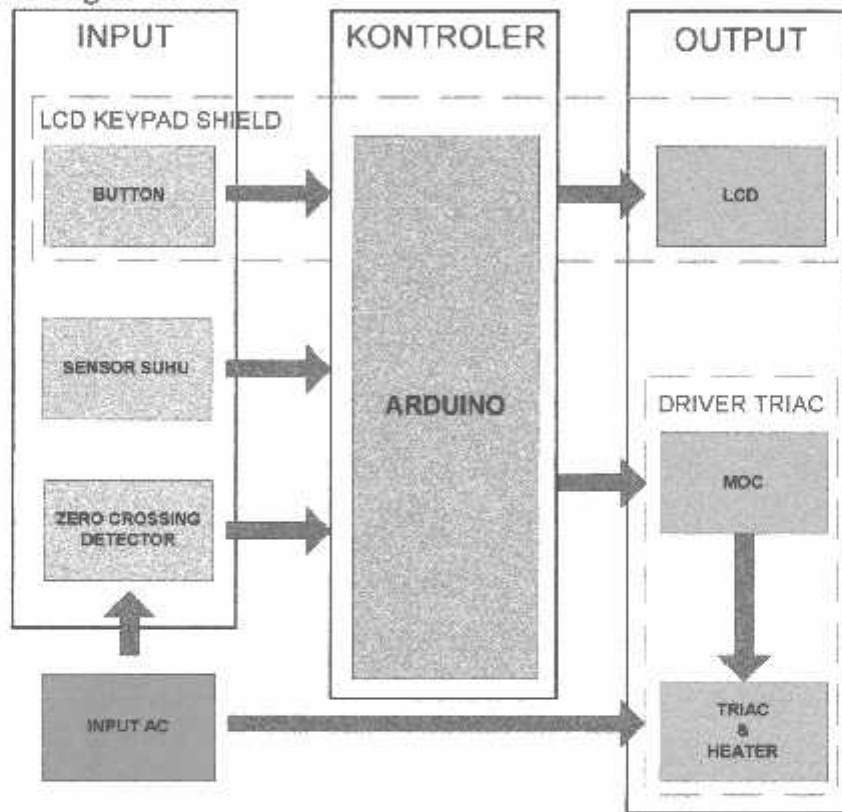 INPUT
KONTROLER
OUTPUT
LCD KEYPAD SHIELD
BUTTON
LCD
SENSOR SUHU
ARDUINO
DRIVER TRIAC
MOC
ZERO CROSSING
DETECTOR
INPUT AC
TRIAC
&
HEATER